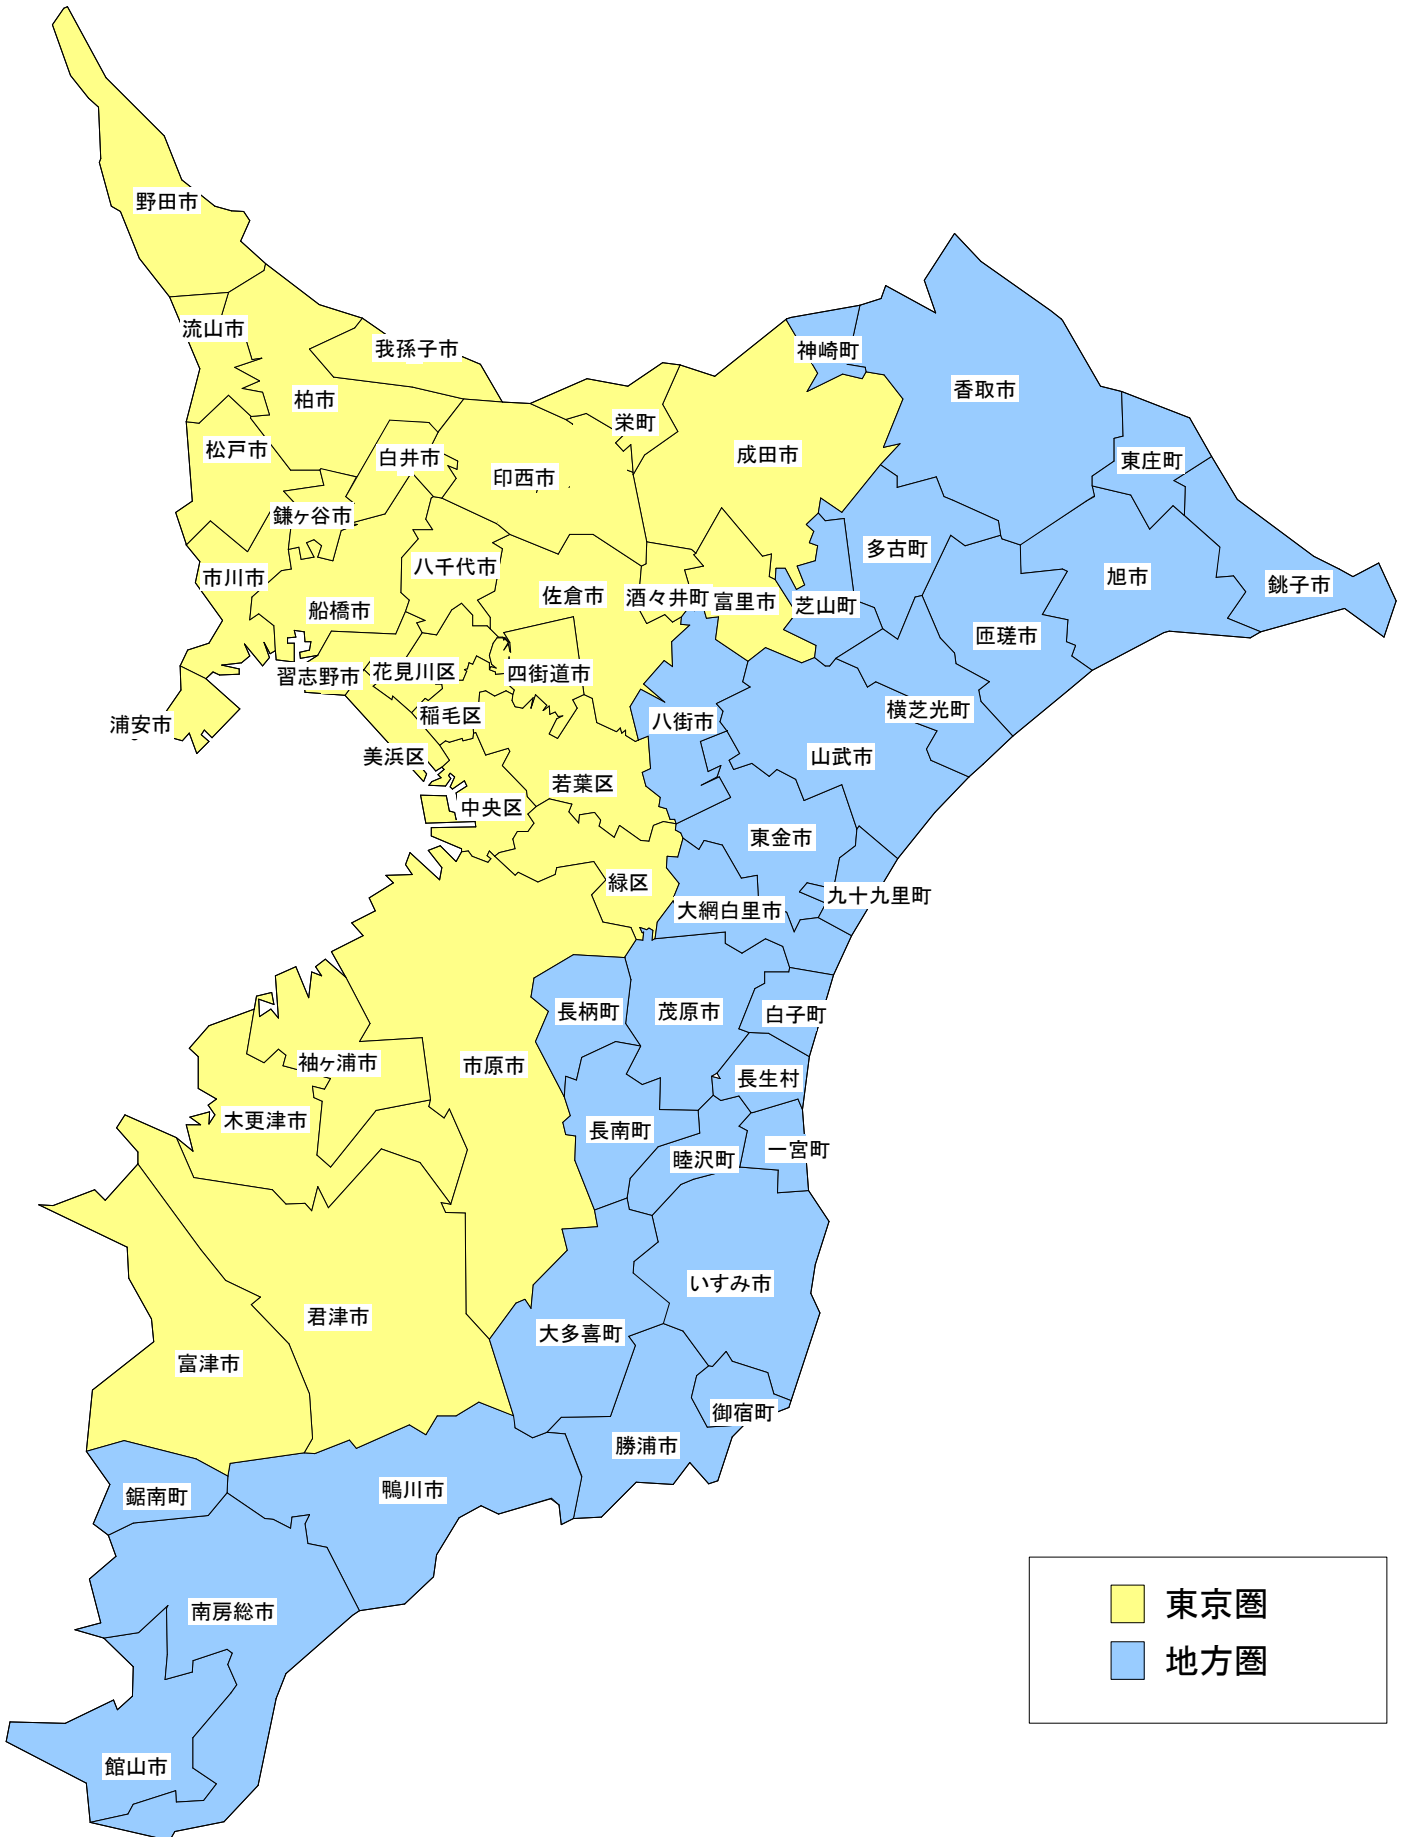 野田市
流山市
我孫子市
神崎町
香取市
柏市
栄町
松戸市
白井市
成田市
東庄町
印西市
鎌ヶ谷市
多古町
八千代市
市川市
旭市
銚子市
佐倉市
酒々井町
富里市
芝山町
船橋市
匝瑳市
習志野市
花見川区
四街道市
浦安市
稲毛区
八街市
横芝光町
美浜区
山武市
若葉区
中央区
東金市
緑区
九十九里町
大網白里市
長柄町
茂原市
白子町
袖ヶ浦市
市原市
長生村
木更津市
長南町
一宮町
睦沢町
いすみ市
君津市
大多喜町
富津市
御宿町
勝浦市
鴨川市
鋸南町
南房総市
館山市
東京圏
地方圏